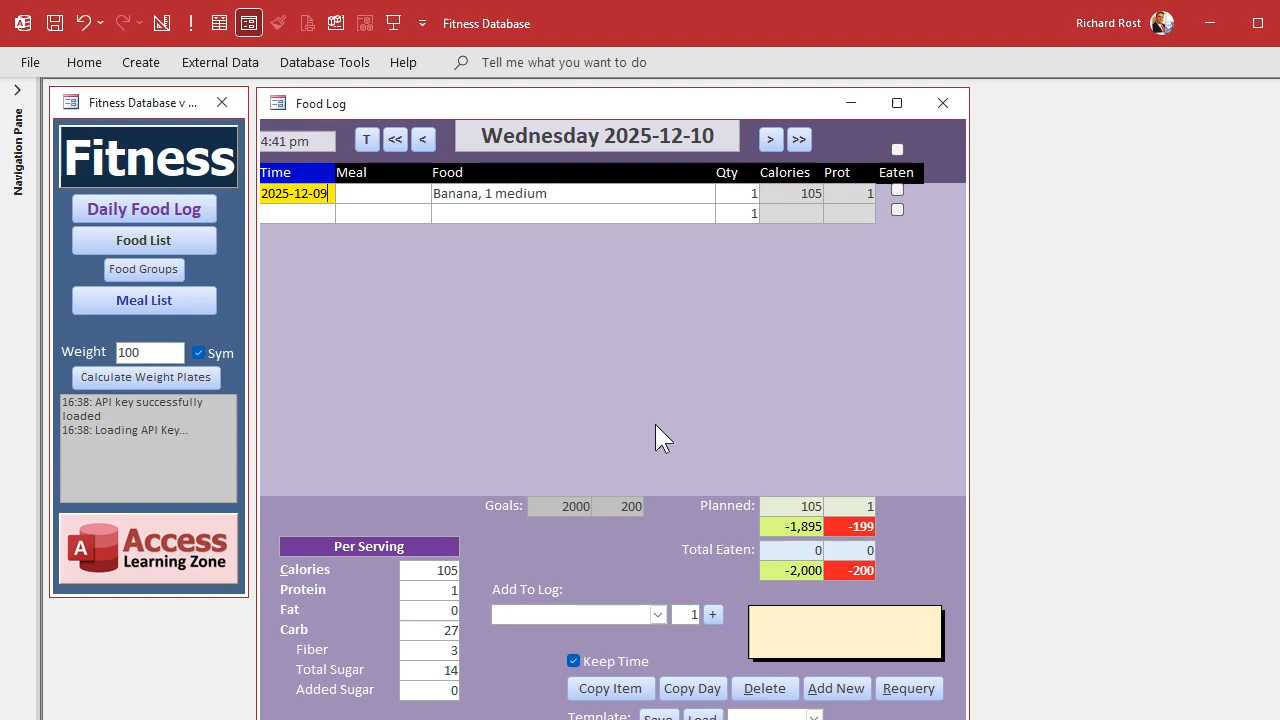 Fitness Database
Richard Rost
File Home Create External Data Database Tools Help Tell me what you want to do
Navigation Pane
Fitness Database v ...
Fitness
Daily Food Log
Food List
Food Groups
Meal List
Weight 100 Sym
Calculate Weight Plates
16:38: API key successfully
loaded
16:38: Loading API Key...
A Access
Learning Zone
Food Log
4:41 pm T << < Wednesday 2025-12-10 > >>
Time Meal Food Qty Calories Prot Eaten
2025-12-09 Banana, 1 medium 1 105 1
1
Goals: 2000 200 Planned: 105 1
-1,895 -199
Total Eaten: 0 0
-2,000 -200
Per Serving
Calories 105
Protein 1
Fat 0
Carb 27
Fiber 3
Total Sugar 14
Added Sugar 0
Add To Log:
1 +
Keep Time
Copy Item Copy Day Delete Add New Requery
Template: Save Load